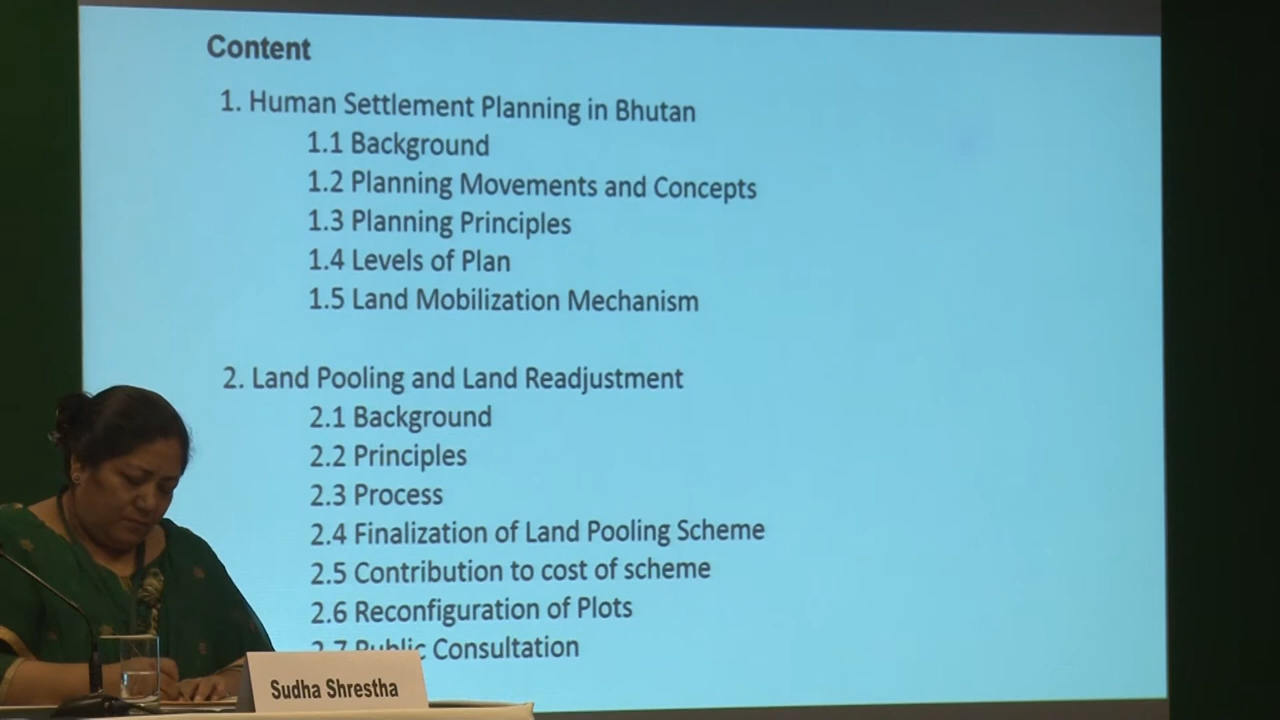 Content
1. Human Settlement Planning in Bhutan
1.1 Background
1.2 Planning Movements and Concepts
1.3 Planning Principles
1.4 Levels of Plan
1.5 Land Mobilization Mechanism
2. Land Pooling and Land Readjustment
2.1 Background
2.2 Principles
2.3 Process
2.4 Finalization of Land Pooling Scheme
2.5 Contribution to cost of scheme
2.6 Reconfiguration of Plots
2.7 Public Consultation
Sudha Shrestha